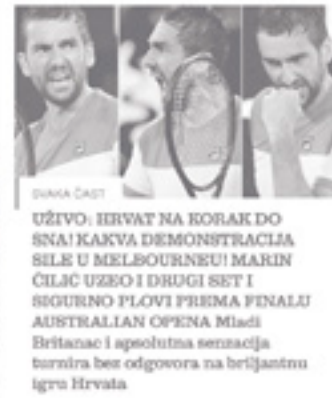 SVAKA ČAST
UŽIVO: HRVAT NA KORAK DO
SNA! KAKVA DEMONSTRACIJA
SILE U MELBOURNEU! MARIN
ČILIĆ UZEO I DRUGI SET I
SIGURNO PLOVI PREMA FINALU
AUSTRALIAN OPENA Mladi
Britanac i apsolutna senzacija
turnira bez odgovora na briljantnu
igru Hrvata